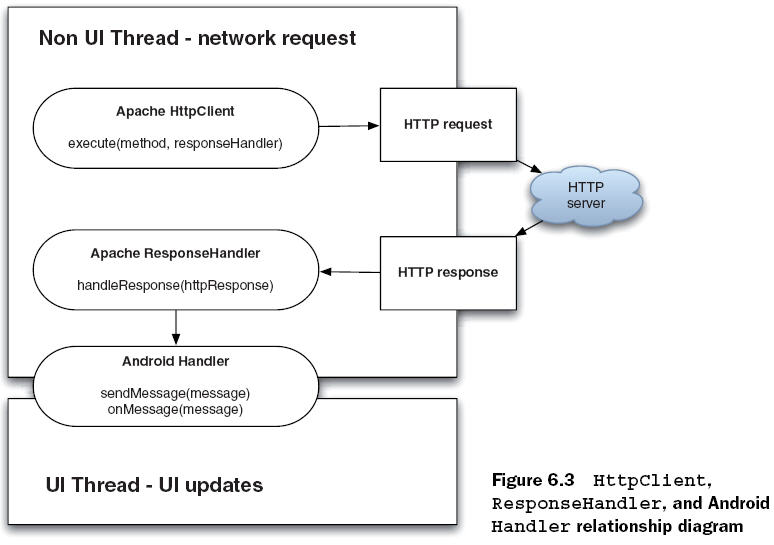 Non UI Thread - network request
Apache HttpClient
execute(method, responseHandler)
HTTP request
HTTP
server
Apache ResponseHandler
handleResponse(httpResponse)
HTTP response
Android Handler
sendMessage(message)
onMessage(message)
UI Thread - UI updates
Figure 6.3 HttpClient,
ResponseHandler, and Android
Handler relationship diagram